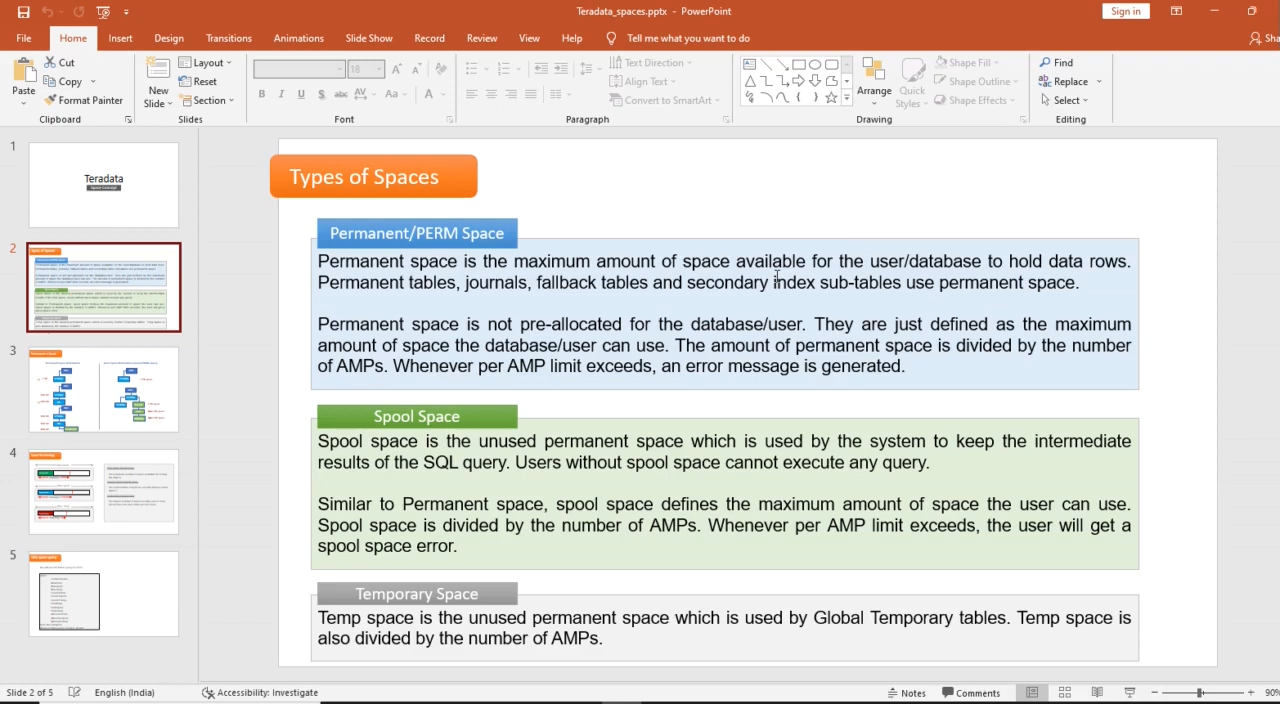 Teradata_spaces.pptx - PowerPoint
Sign in
File Home Insert Design Transitions Animations Slide Show Record Review View Help Tell me what you want to do
Paste
Cut
Copy
Format Painter
Clipboard
New Slide
Layout
Reset
Section
Slides
18
B I U S abc AV Aa A
Font
Paragraph
Text Direction
Align Text
Convert to SmartArt
Arrange
Quick Styles
Shape Fill
Shape Outline
Shape Effects
Drawing
Find
Replace
Select
Editing
1
Teradata
2
3
4
5
Types of Spaces
Permanent/PERM Space
Permanent space is the maximum amount of space available for the user/database to hold data rows.
Permanent tables, journals, fallback tables and secondary index sub-tables use permanent space.
Permanent space is not pre-allocated for the database/user. They are just defined as the maximum
amount of space the database/user can use. The amount of permanent space is divided by the number
of AMPs. Whenever per AMP limit exceeds, an error message is generated.
Spool Space
Spool space is the unused permanent space which is used by the system to keep the intermediate
results of the SQL query. Users without spool space cannot execute any query.
Similar to Permanent space, spool space defines the maximum amount of space the user can use.
Spool space is divided by the number of AMPs. Whenever per AMP limit exceeds, the user will get a
spool space error.
Temporary Space
Temp space is the unused permanent space which is used by Global Temporary tables. Temp space is
also divided by the number of AMPs.
Slide 2 of 5 English (India) Accessibility: Investigate Notes Comments 90%